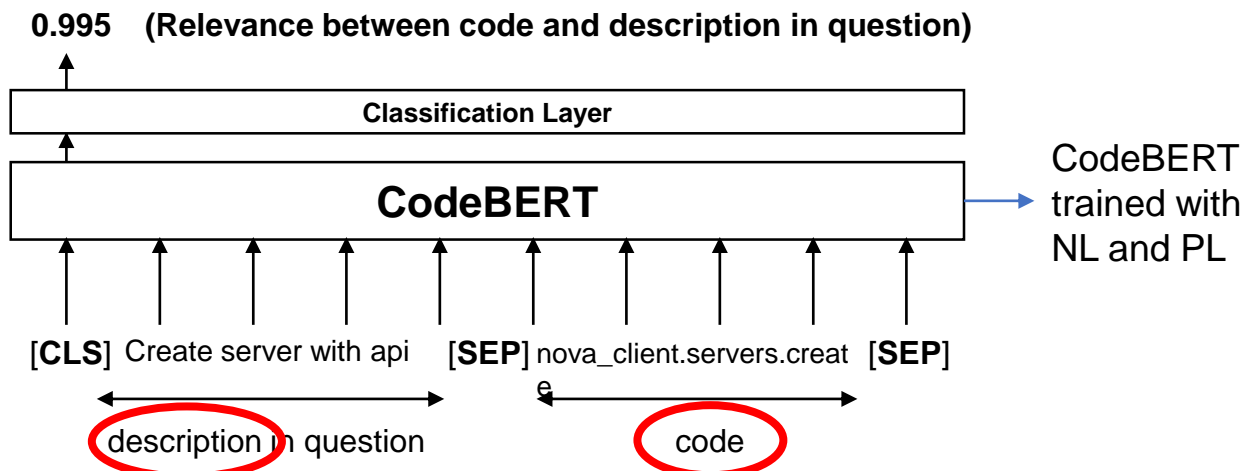 0.995 (Relevance between code and description in question)
Classification Layer
CodeBERT
CodeBERT
trained with
NL and PL
[CLS] Create server with api [SEP] nova_client.servers.creat [SEP]
e
description in question code